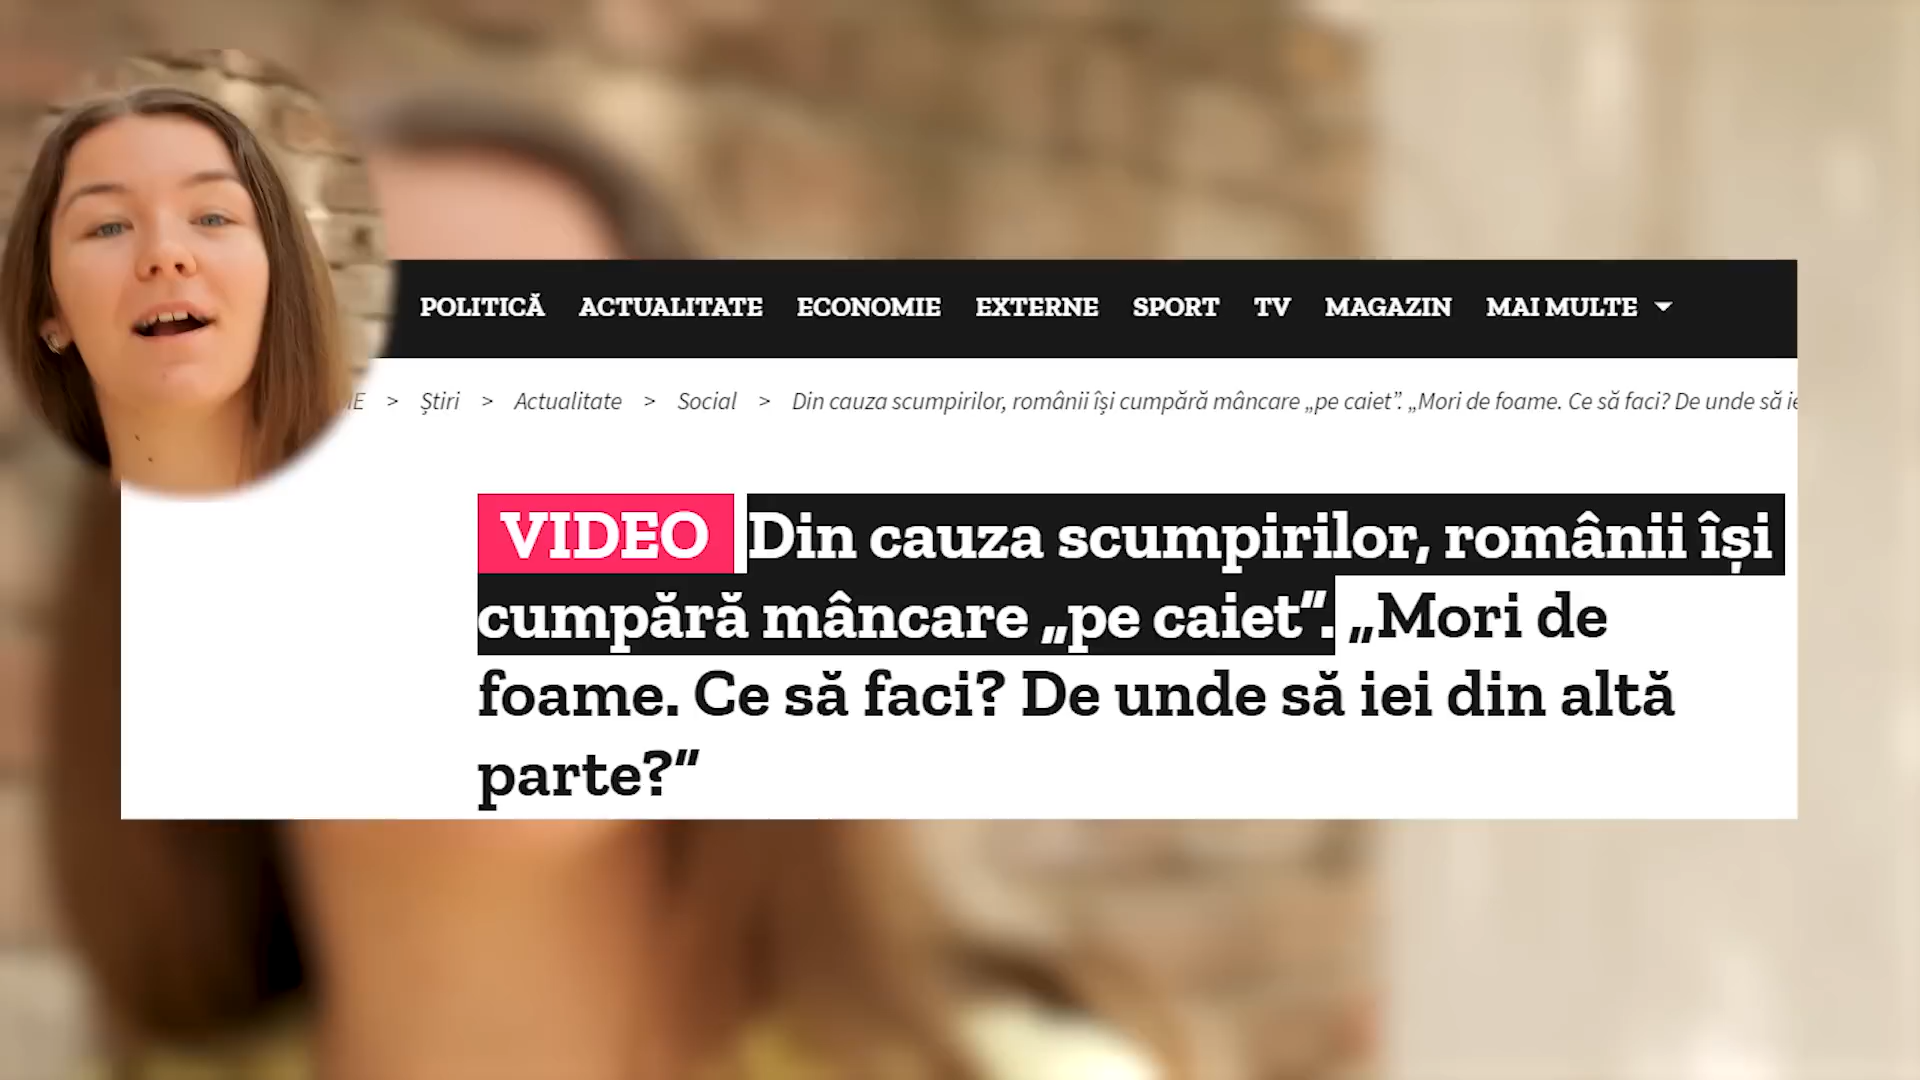 POLITICĂ ACTUALITATE ECONOMIE EXTERNE SPORT TV MAGAZIN MAI MULTE
> Știri > Actualitate > Social > Din cauza scumpirilor, românii își cumpără mâncare „pe caiet”. „Mori de foame. Ce să faci? De unde să
VIDEO Din cauza scumpirilor, românii își
cumpără mâncare „pe caiet”. „Mori de
foame. Ce să faci? De unde să iei din altă
parte?”